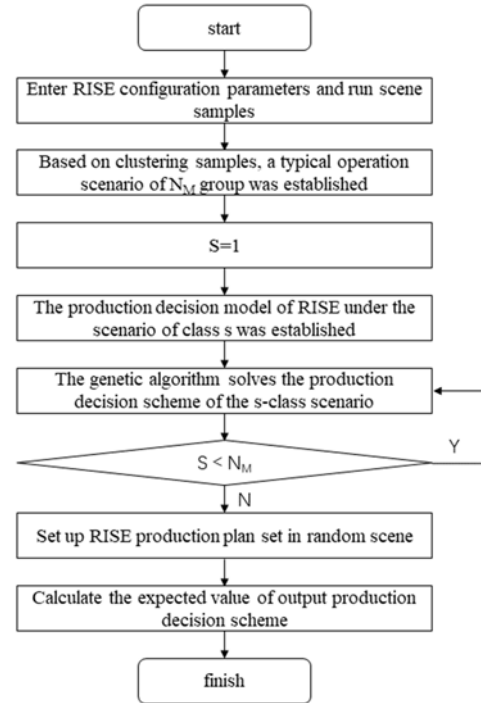 start
Enter RISE configuration parameters and run scene
samples
Based on clustering samples, a typical operation
scenario of N_M group was established
S=1
The production decision model of RISE under the
scenario of class s was established
The genetic algorithm solves the production
decision scheme of the s-class scenario
S < N_M
Y
N
Set up RISE production plan set in random scene
Calculate the expected value of output production
decision scheme
finish